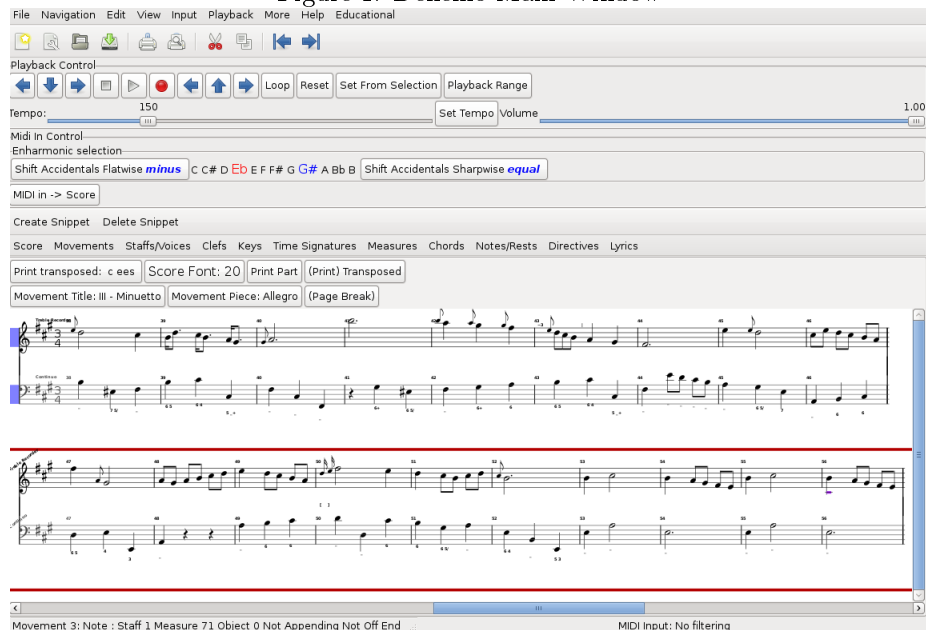 Figure 1: Denemo Main Window
File Navigation Edit View Input Playback More Help Educational
Playback Control
Loop Reset Set From Selection Playback Range
Tempo: 150 Set Tempo Volume 1.00
Midi In Control
Enharmonic selection
Shift Accidentals Flatwise minus C C# D Eb E F F# G G# A Bb B Shift Accidentals Sharpwise equal
MIDI in -> Score
Create Snippet Delete Snippet
Score Movements Staffs/Voices Clefs Keys Time Signatures Measures Chords Notes/Rests Directives Lyrics
Print transposed: c ees Score Font: 20 Print Part (Print) Transposed
Movement Title: III - Minuetto Movement Piece: Allegro (Page Break)
Movement 3: Note : Staff 1 Measure 71 Object 0 Not Appending Not Off End MIDI Input: No filtering